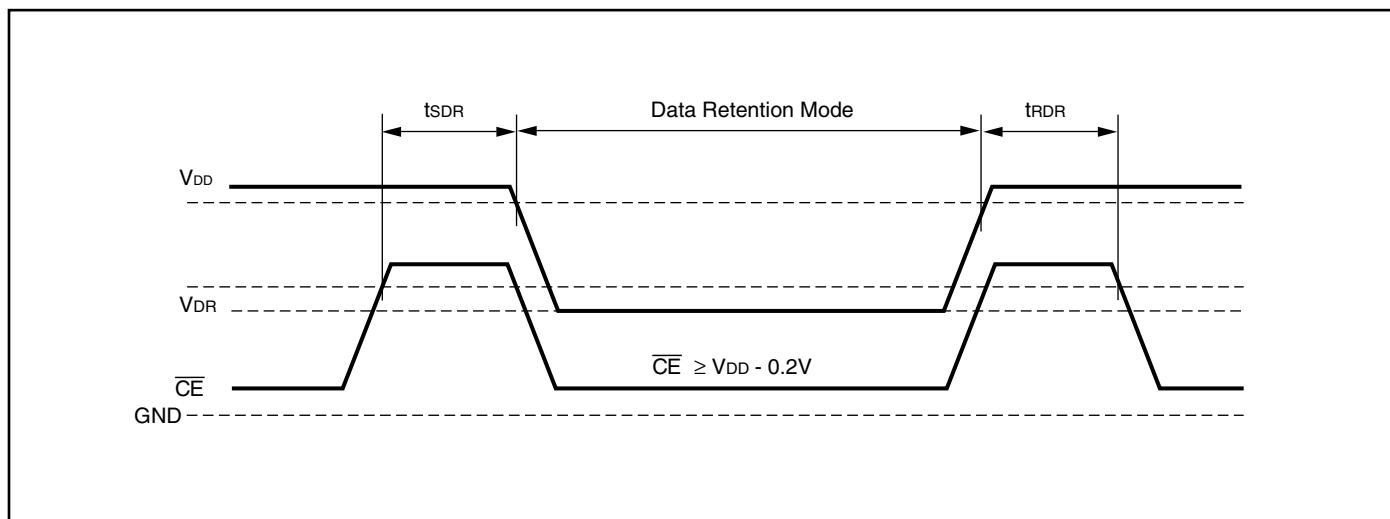 tSDR Data Retention Mode tRDR
VDD
VDR
CE ≥ VDD - 0.2V
CE
GND